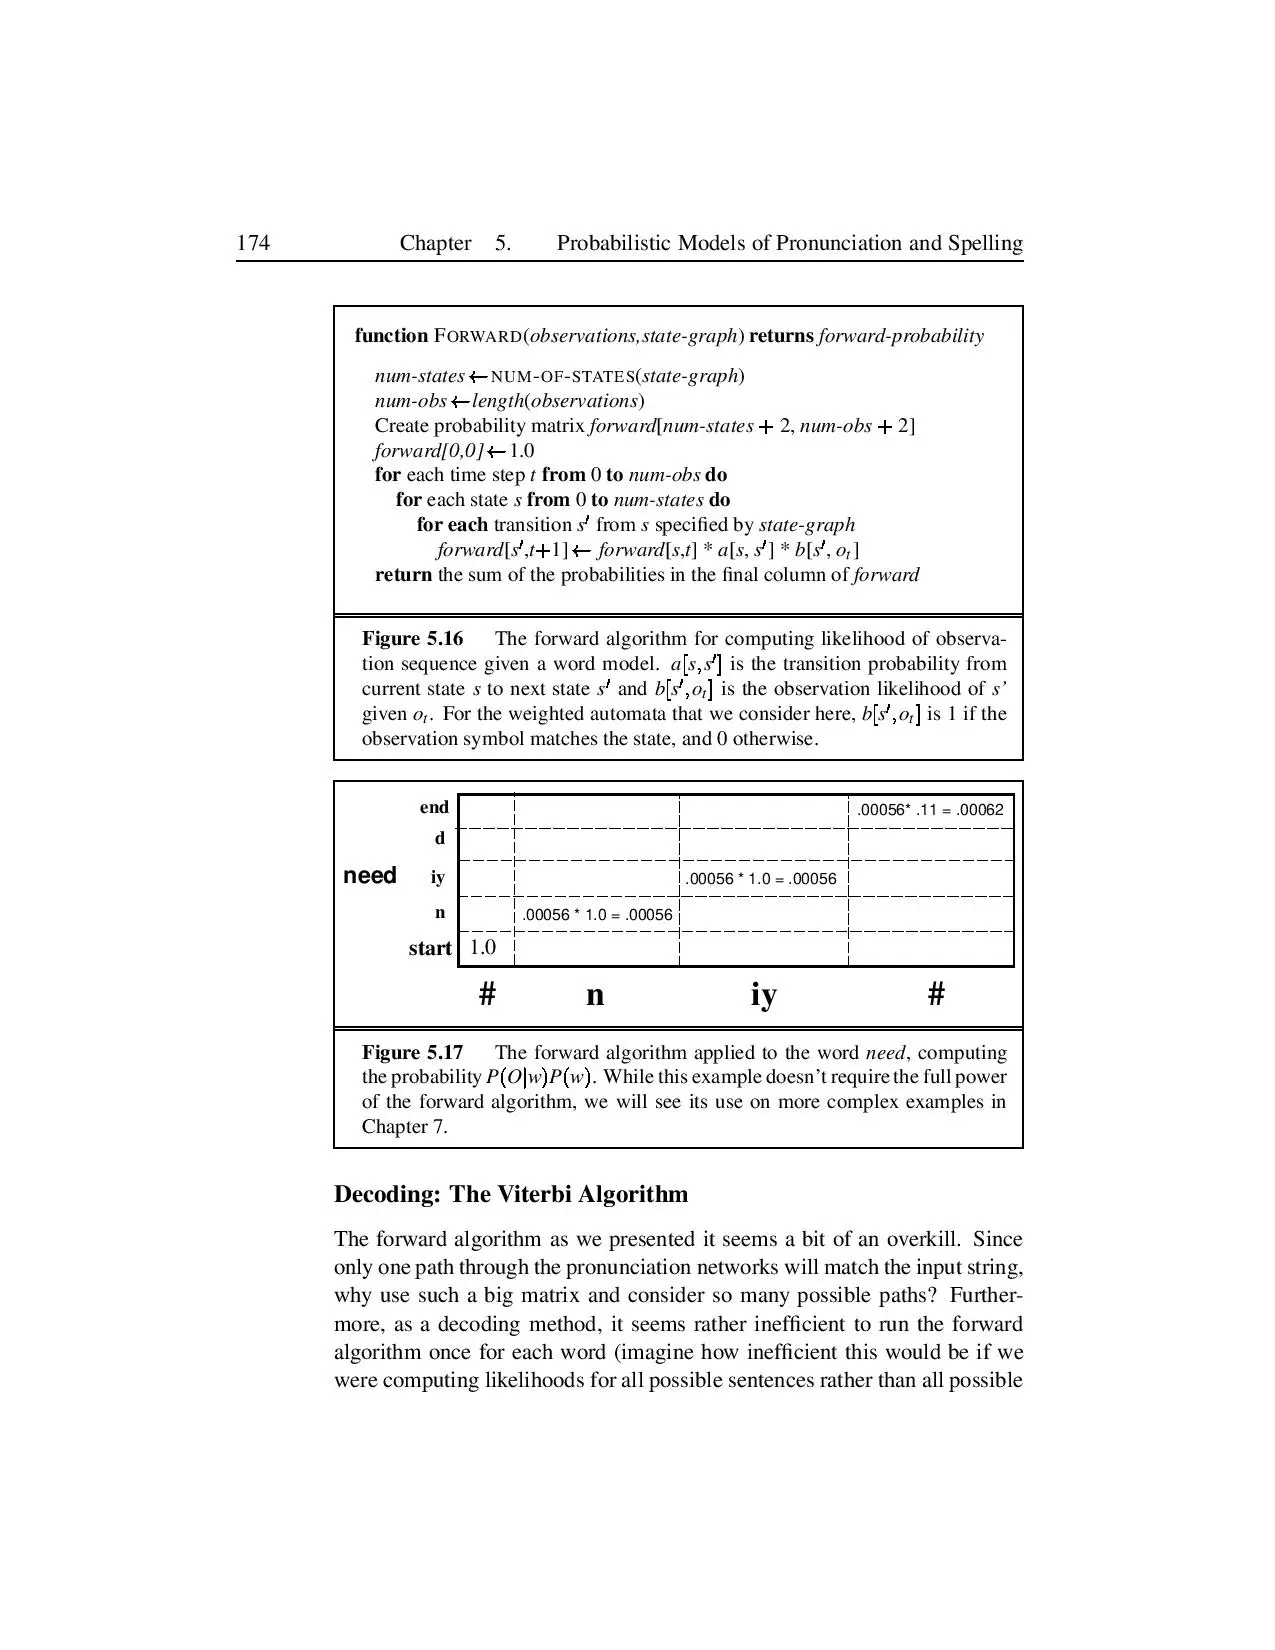 174 Chapter 5. Probabilistic Models of Pronunciation and Spelling
function FORWARD(observations,state-graph) returns forward-probability
num-states ← NUM-OF-STATES(state-graph)
num-obs ← length(observations)
Create probability matrix forward[num-states + 2, num-obs + 2]
forward[0,0] ← 1.0
for each time step t from 0 to num-obs do
for each state s from 0 to num-states do
for each transition s′ from s specified by state-graph
forward[s′,t+1] ← forward[s,t] * a[s, s′] * b[s′, oₜ]
return the sum of the probabilities in the final column of forward
Figure 5.16 The forward algorithm for computing likelihood of observa-
tion sequence given a word model. a[s,s′] is the transition probability from
current state s to next state s′ and b[s′,oₜ] is the observation likelihood of s’
given oₜ. For the weighted automata that we consider here, b[s′,oₜ] is 1 if the
observation symbol matches the state, and 0 otherwise.
end .00056* .11 = .00062
d
need iy .00056 * 1.0 = .00056
n .00056 * 1.0 = .00056
start 1.0
# n iy #
Figure 5.17 The forward algorithm applied to the word need, computing
the probability P(O|w)P(w). While this example doesn’t require the full power
of the forward algorithm, we will see its use on more complex examples in
Chapter 7.
Decoding: The Viterbi Algorithm
The forward algorithm as we presented it seems a bit of an overkill. Since
only one path through the pronunciation networks will match the input string,
why use such a big matrix and consider so many possible paths? Further-
more, as a decoding method, it seems rather inefficient to run the forward
algorithm once for each word (imagine how inefficient this would be if we
were computing likelihoods for all possible sentences rather than all possible